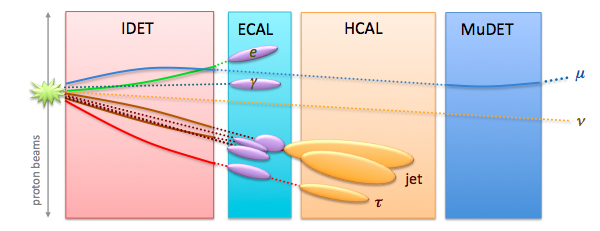 IDET
ECAL
HCAL
MuDET
e
γ
μ
ν
jet
τ
proton beams